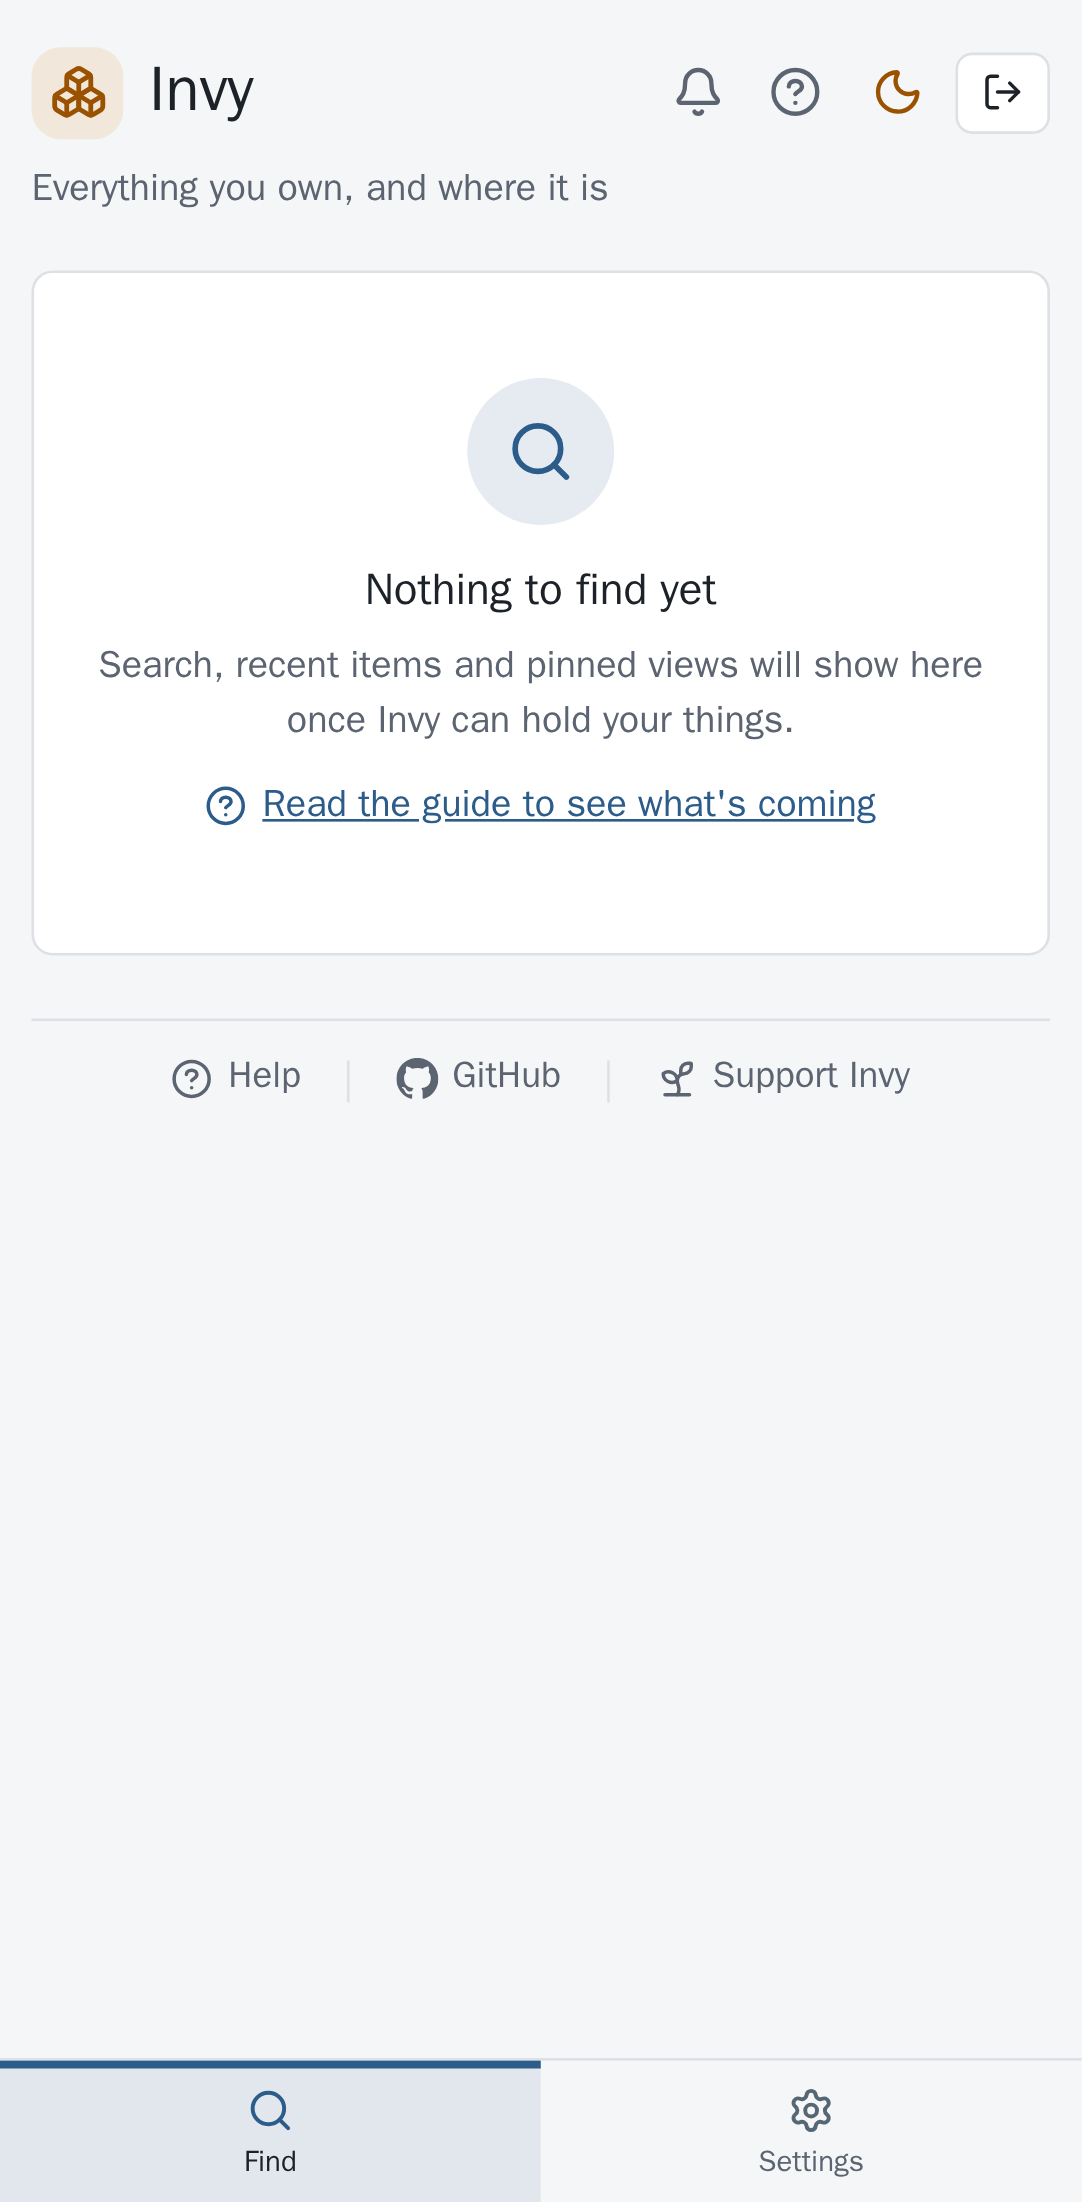 Invy
Everything you own, and where it is
Nothing to find yet
Search, recent items and pinned views will show here
once Invy can hold your things.
Read the guide to see what's coming
Help
GitHub
Support Invy
Find
Settings